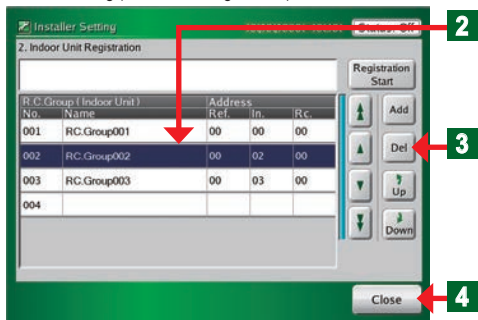 Installer Setting
2
2. Indoor Unit Registration
Registration
Start
R.C.Group ( Indoor Unit )
Address
No.
Name
Ref.
In.
Rc.
Add
001
RC.Group001
00
00
00
002
RC.Group002
00
02
00
Del
3
003
RC.Group003
00
03
00
Up
004
Down
Close
4